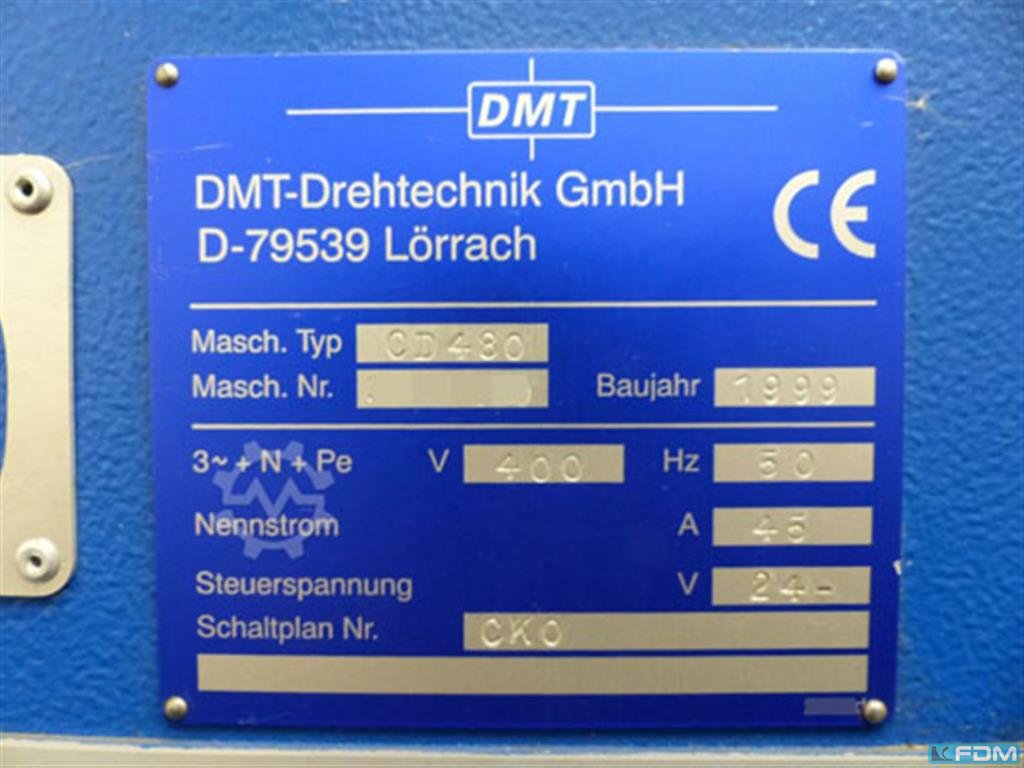 DMT
DMT-Drehtechnik GmbH
D-79539 Lörrach
CE
Masch. Typ CD480
Masch. Nr. Baujahr 1999
3~ + N + Pe V 400 Hz 50
Nennstrom A 45
Steuerspannung V 24-
Schaltplan Nr. CKO
FDM